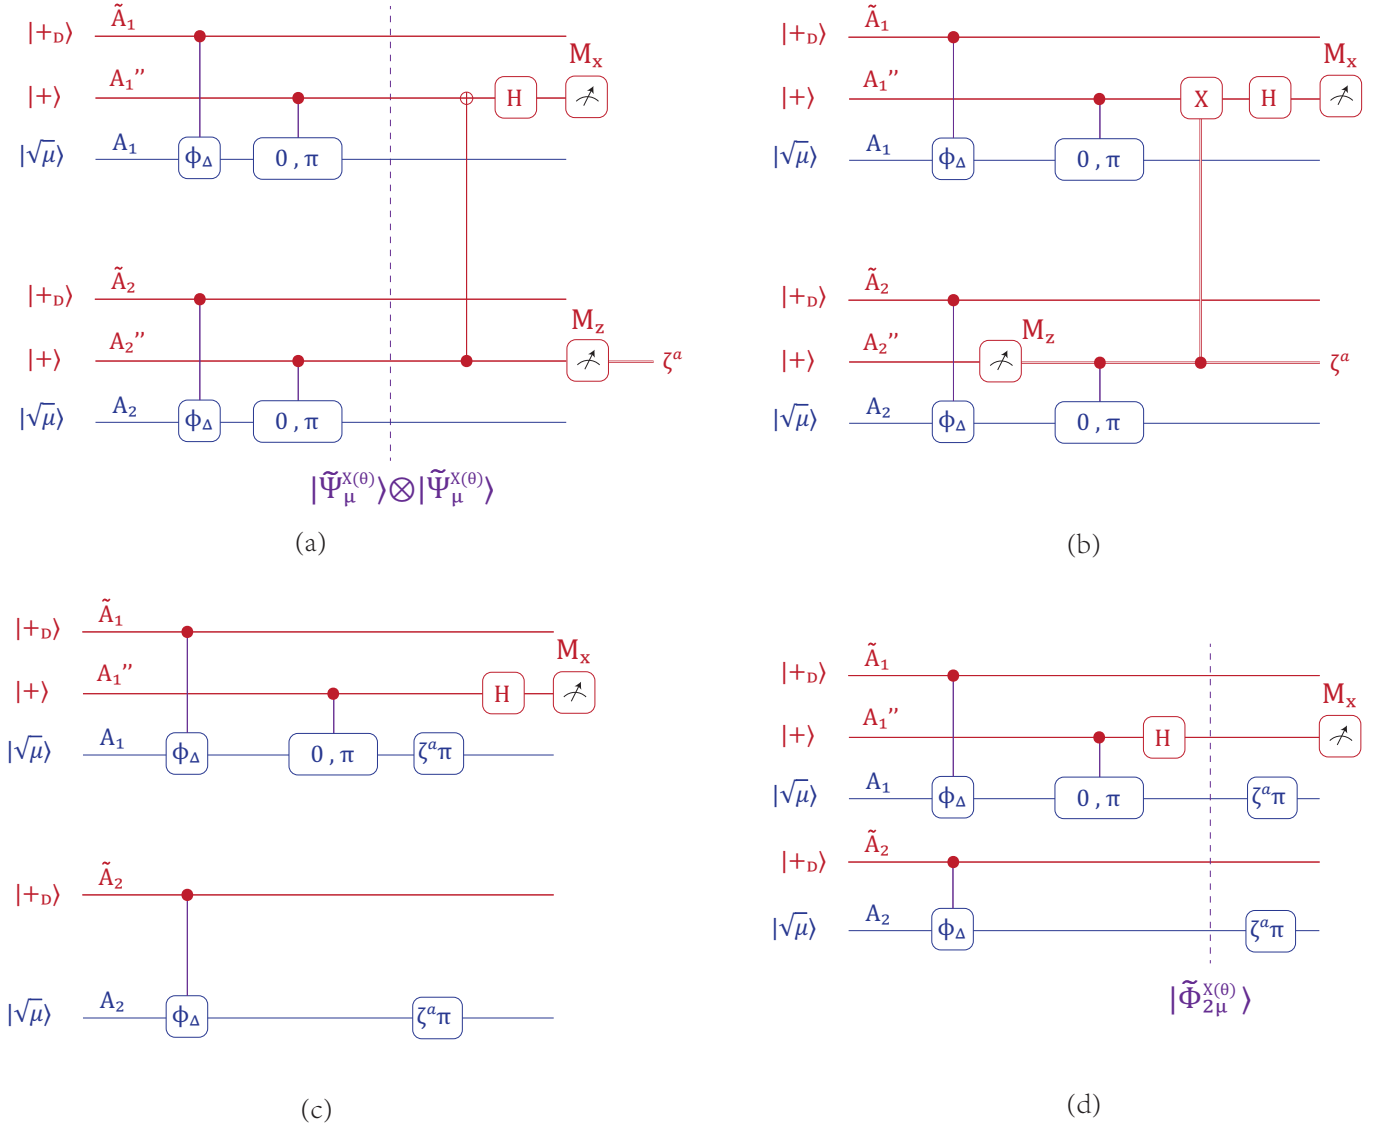 |+D⟩ Ã1 Mx
|+⟩ A1'' H
|√μ⟩ A1 ϕΔ 0 , π
|+D⟩ Ã2 Mz
|+⟩ A2'' ζᵃ
|√μ⟩ A2 ϕΔ 0 , π
|Ψ̃μX(θ)⟩⊗|Ψ̃μX(θ)⟩
(a)
|+D⟩ Ã1 Mx
|+⟩ A1'' X H
|√μ⟩ A1 ϕΔ 0 , π
|+D⟩ Ã2
|+⟩ A2'' Mz ζᵃ
|√μ⟩ A2 ϕΔ 0 , π
(b)
|+D⟩ Ã1 Mx
|+⟩ A1'' H
|√μ⟩ A1 ϕΔ 0 , π ζᵃπ
|+D⟩ Ã2
|√μ⟩ A2 ϕΔ ζᵃπ
(c)
|+D⟩ Ã1 Mx
|+⟩ A1'' H
|√μ⟩ A1 ϕΔ 0 , π ζᵃπ
|+D⟩ Ã2
|√μ⟩ A2 ϕΔ ζᵃπ
|Φ̃2μX(θ)⟩
(d)